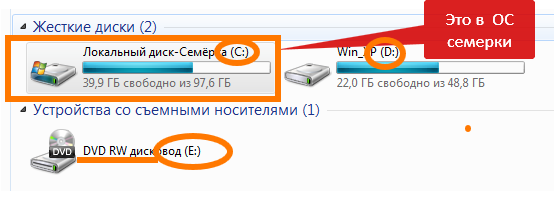 Жесткие диски (2)
Это в ОС
семерки
Локальный диск-Семёрка (C:)
39,9 ГБ свободно из 97,6 ГБ
Win_XP (D:)
22,0 ГБ свободно из 48,8 ГБ
Устройства со съемными носителями (1)
DVD
DVD RW дисковод (E:)